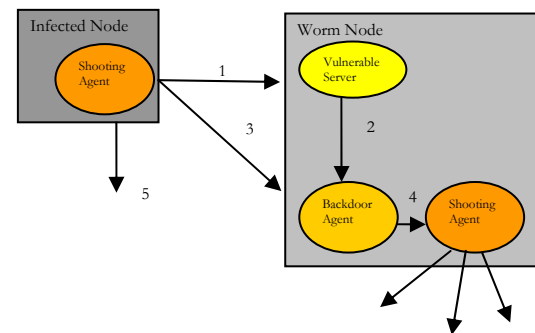 Infected Node
Shooting
Agent
1
3
5
Worm Node
Vulnerable
Server
2
Backdoor
Agent
4
Shooting
Agent